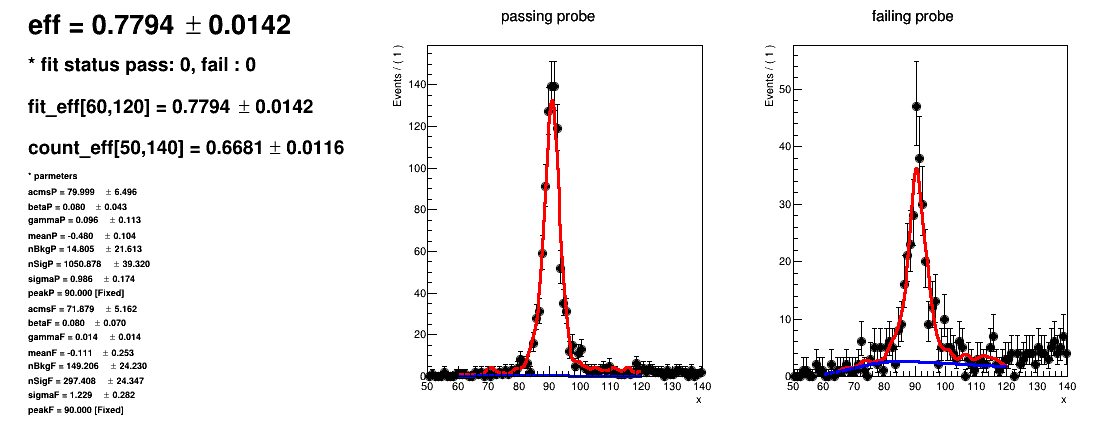 eff = 0.7794 ± 0.0142
* fit status pass: 0, fail : 0
fit_eff[60,120] = 0.7794 ± 0.0142
count_eff[50,140] = 0.6681 ± 0.0116
* parmeters
acmsP = 79.999 ± 6.496
betaP = 0.080 ± 0.043
gammaP = 0.096 ± 0.113
meanP = -0.480 ± 0.104
nBkgP = 14.805 ± 21.613
nSigP = 1050.878 ± 39.320
sigmaP = 0.986 ± 0.174
peakP = 90.000 [Fixed]
acmsF = 71.879 ± 5.162
betaF = 0.080 ± 0.070
gammaF = 0.014 ± 0.014
meanF = -0.111 ± 0.253
nBkgF = 149.206 ± 24.230
nSigF = 297.408 ± 24.347
sigmaF = 1.229 ± 0.282
peakF = 90.000 [Fixed]
passing probe
Events / ( 1 )
140
120
100
80
60
40
20
0
50 60 70 80 90 100 110 120 130 140
x
failing probe
Events / ( 1 )
50
40
30
20
10
0
50 60 70 80 90 100 110 120 130 140
x